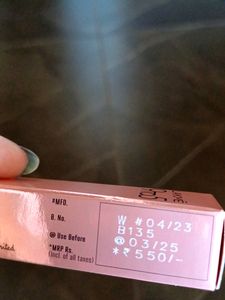 #MFD.
B. No.
@ Use Before
*MRP Rs.
(Incl. of all taxes)
W #04/23
B135
@03/25
*₹550/-